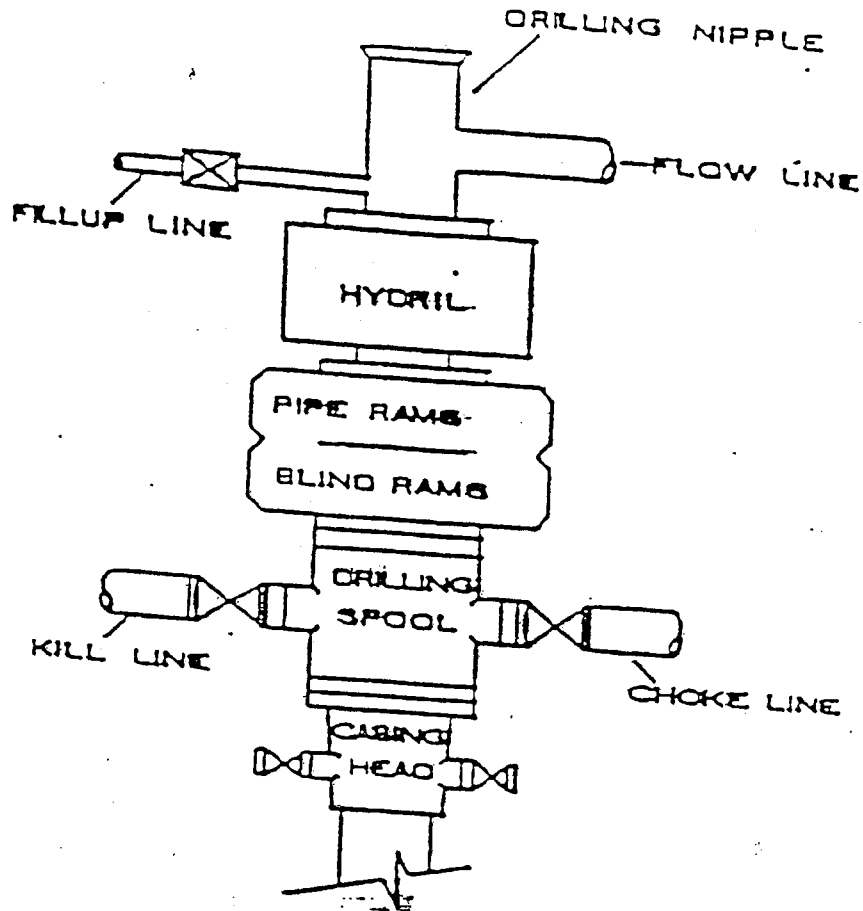 DRILLING NIPPLE
FLOW LINE
FILLUP LINE
HYDRIL
PIPE RAMS
BLIND RAMS
DRILLING
SPOOL
KILL LINE
CHOKE LINE
CASING
HEAD